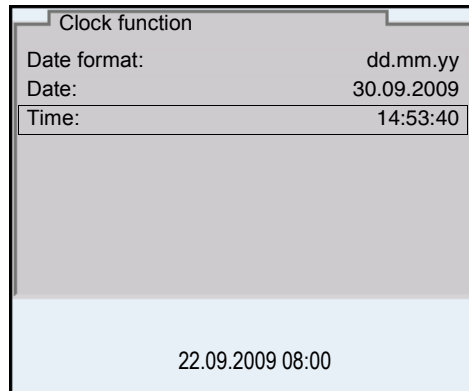 Clock function
Date format: dd.mm.yy
Date: 30.09.2009
Time: 14:53:40
22.09.2009 08:00